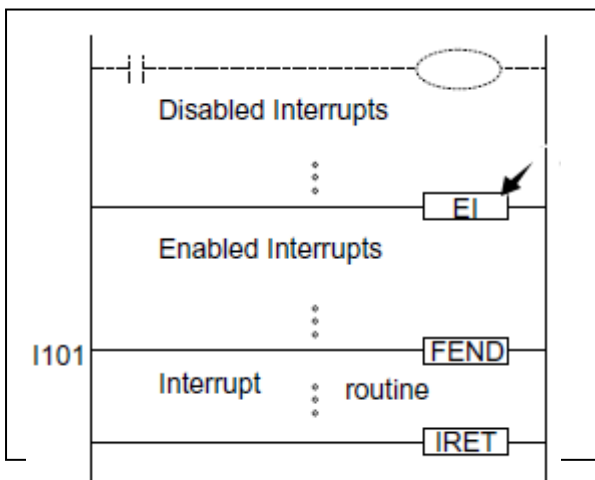 Disabled Interrupts
EI
Enabled Interrupts
FEND
I101
Interrupt routine
IRET